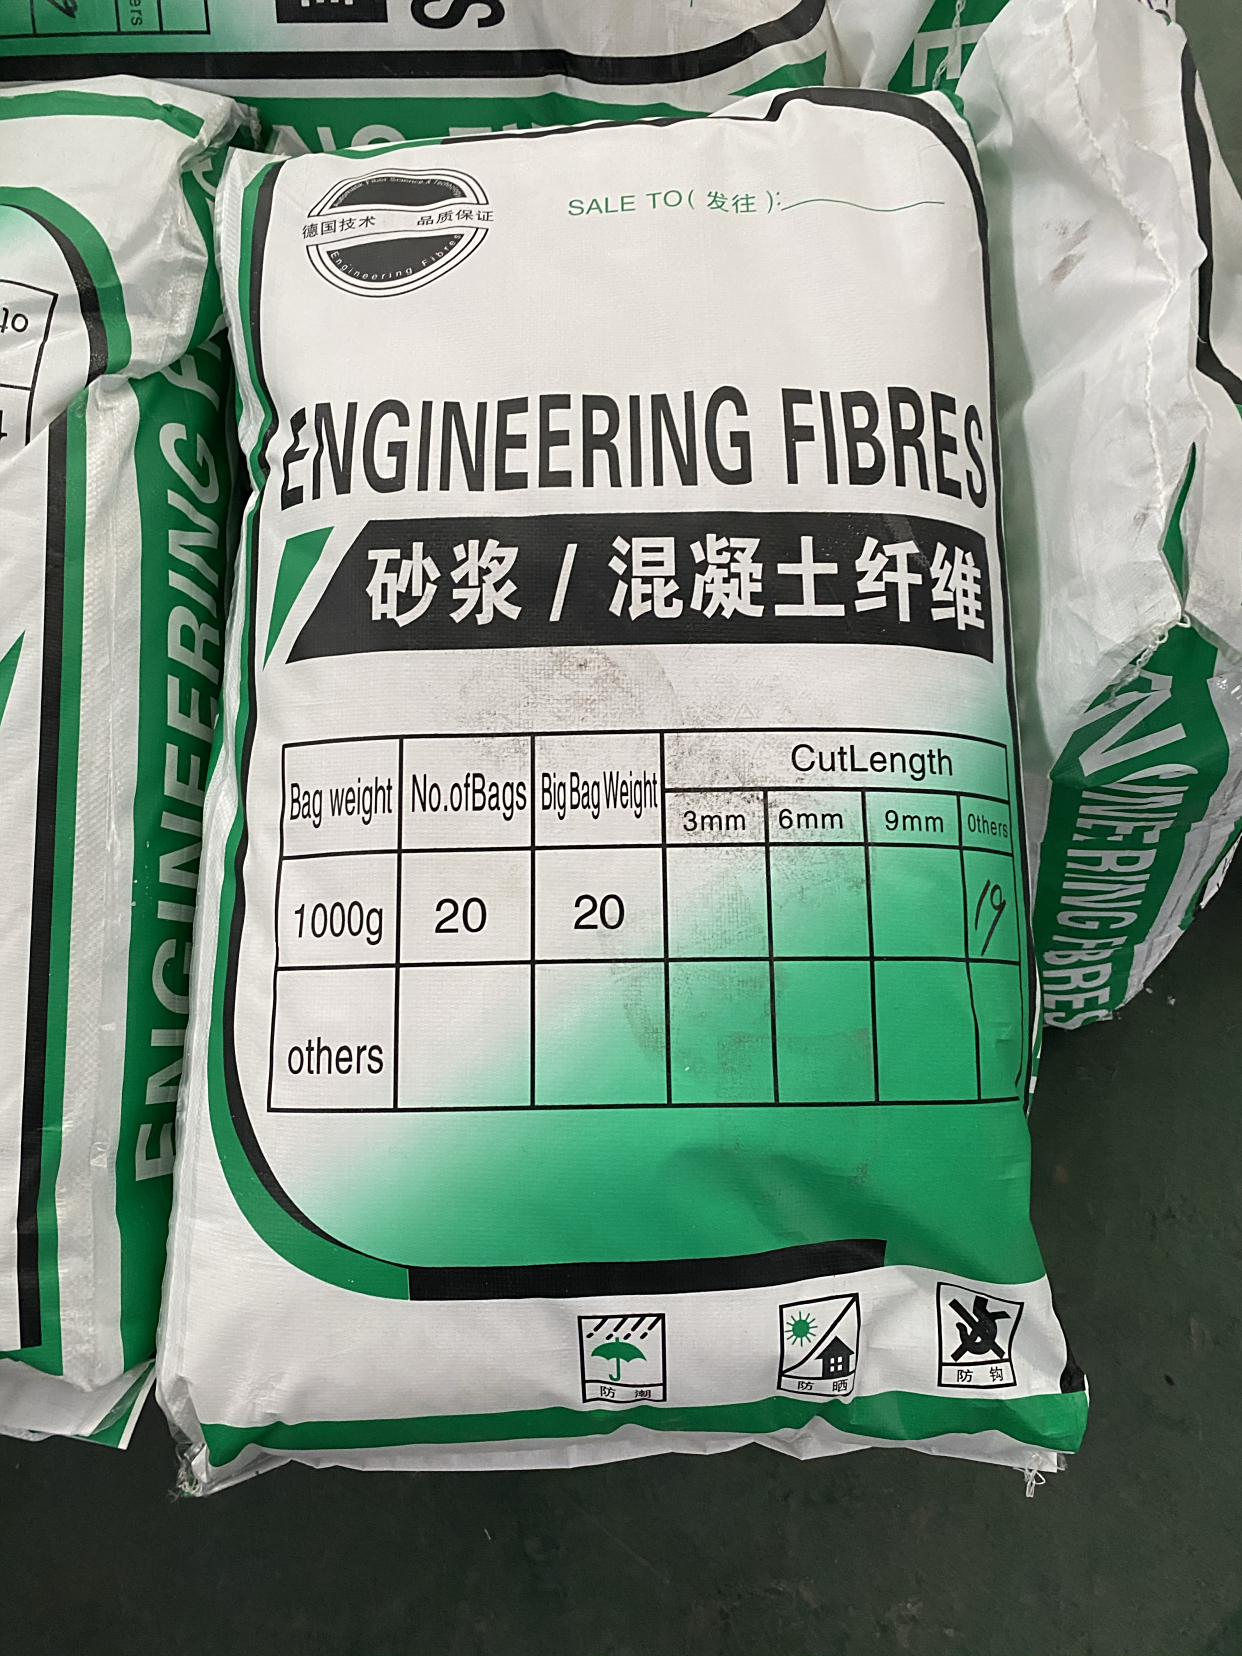 德国技术 品质保证
Engineering Fibres
SALE TO( 发往 ):
ENGINEERING FIBRES
砂浆 / 混凝土纤维
Bag weight No.ofBags Big Bag Weight CutLength
3mm 6mm 9mm Others
1000g 20 20 19
others
防潮 防晒 防钩
ENGINEERING
NEERING FIBRES